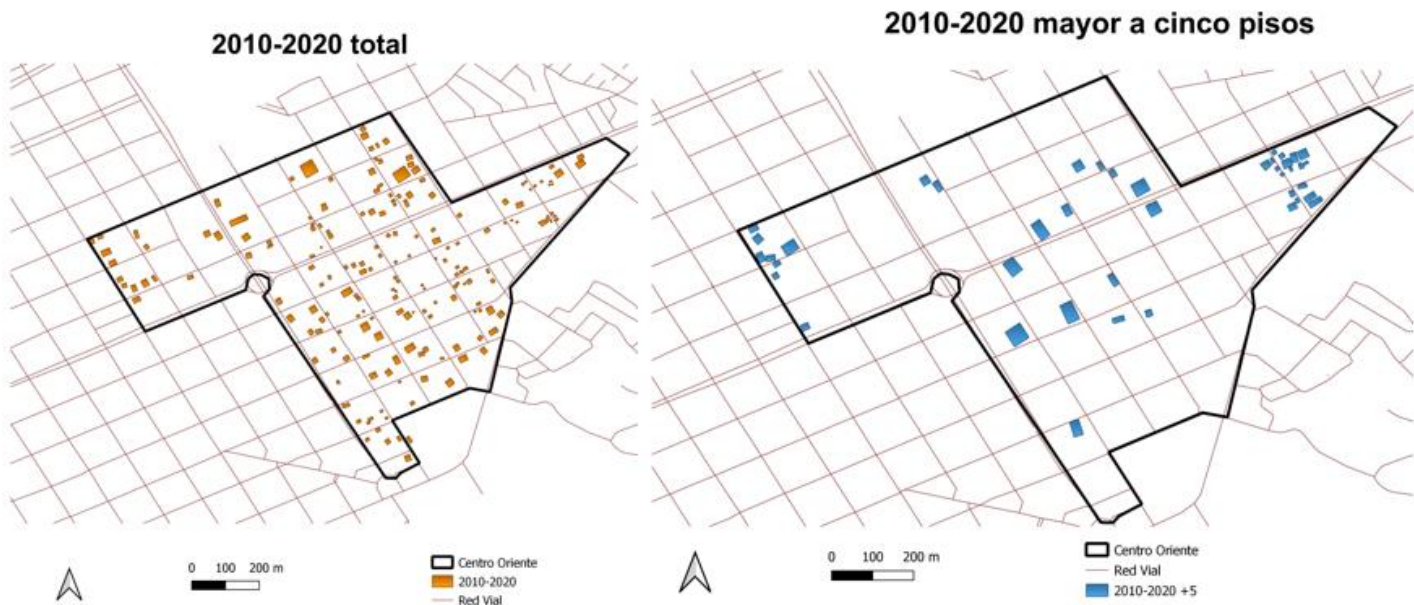 2010-2020 total
2010-2020 mayor a cinco pisos
0 100 200 m
Centro Oriente
2010-2020
Red Vial
0 100 200 m
Centro Oriente
Red Vial
2010-2020 +5